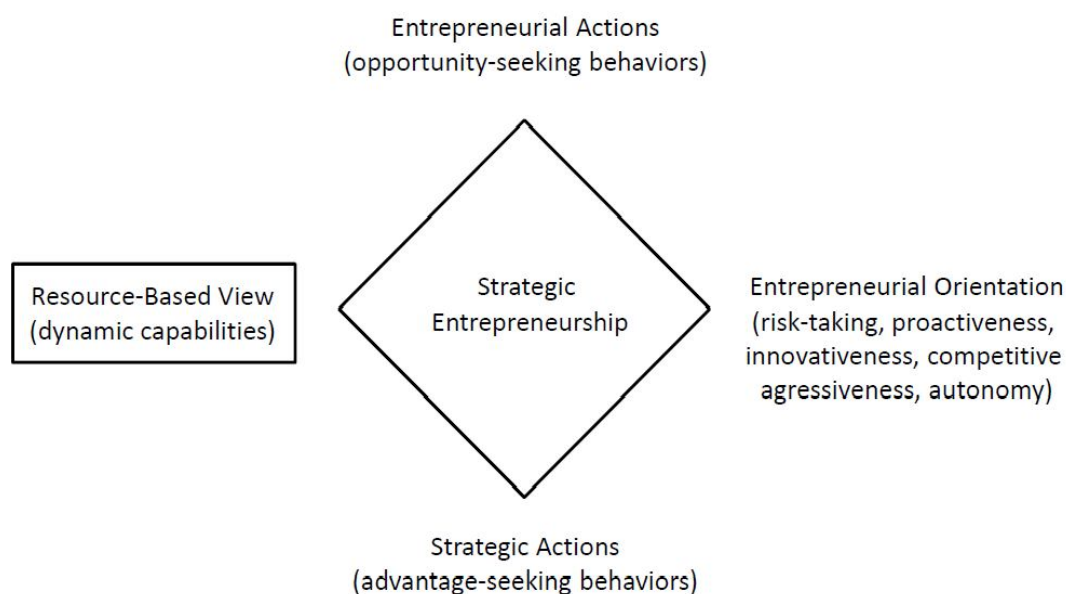 Entrepreneurial Actions
(opportunity-seeking behaviors)
Resource-Based View
(dynamic capabilities)
Strategic
Entrepreneurship
Entrepreneurial Orientation
(risk-taking, proactiveness,
innovativeness, competitive
agressiveness, autonomy)
Strategic Actions
(advantage-seeking behaviors)